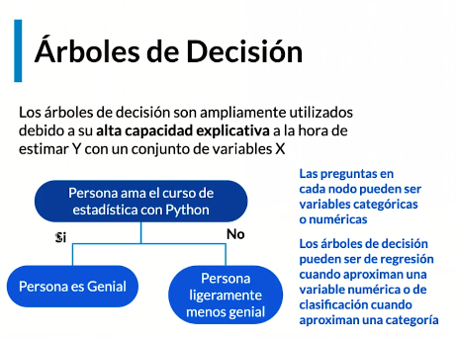 Árboles de Decisión
Los árboles de decisión son ampliamente utilizados
debido a su alta capacidad explicativa a la hora de
estimar Y con un conjunto de variables X
Persona ama el curso de
estadística con Python
Si
No
Persona es Genial
Persona
ligeramente
menos genial
Las preguntas en
cada nodo pueden ser
variables categóricas
o numéricas
Los árboles de decisión
pueden ser de regresión
cuando aproximan una
variable numérica o de
clasificación cuando
aproximan una categoría